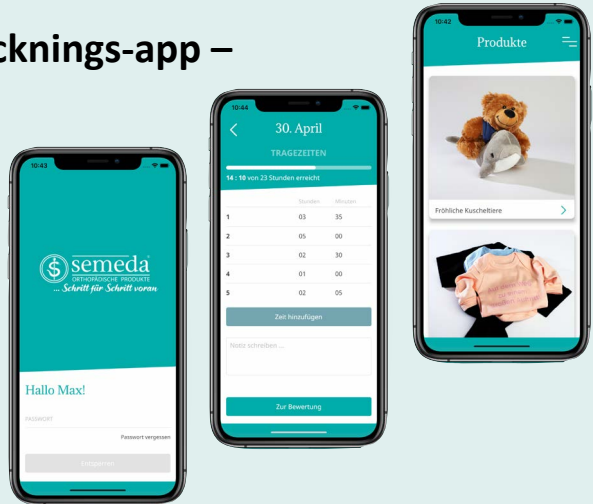 cknings-app –
10:43
$ semeda
ORTHOPÄDISCHE PRODUKTE
... Schritt für Schritt voran
Hallo Max!
PASSWORT
Passwort vergessen
10:44
30. April
TRAGEZEITEN
14 : 10 von 23 Stunden erreicht
Stunden Minuten
1 03 35
2 05 00
3 02 30
4 01 00
5 02 05
Zeit hinzufügen
Notiz schreiben ...
Zur Bewertung
10:42
Produkte
Fröhliche Kuscheltiere